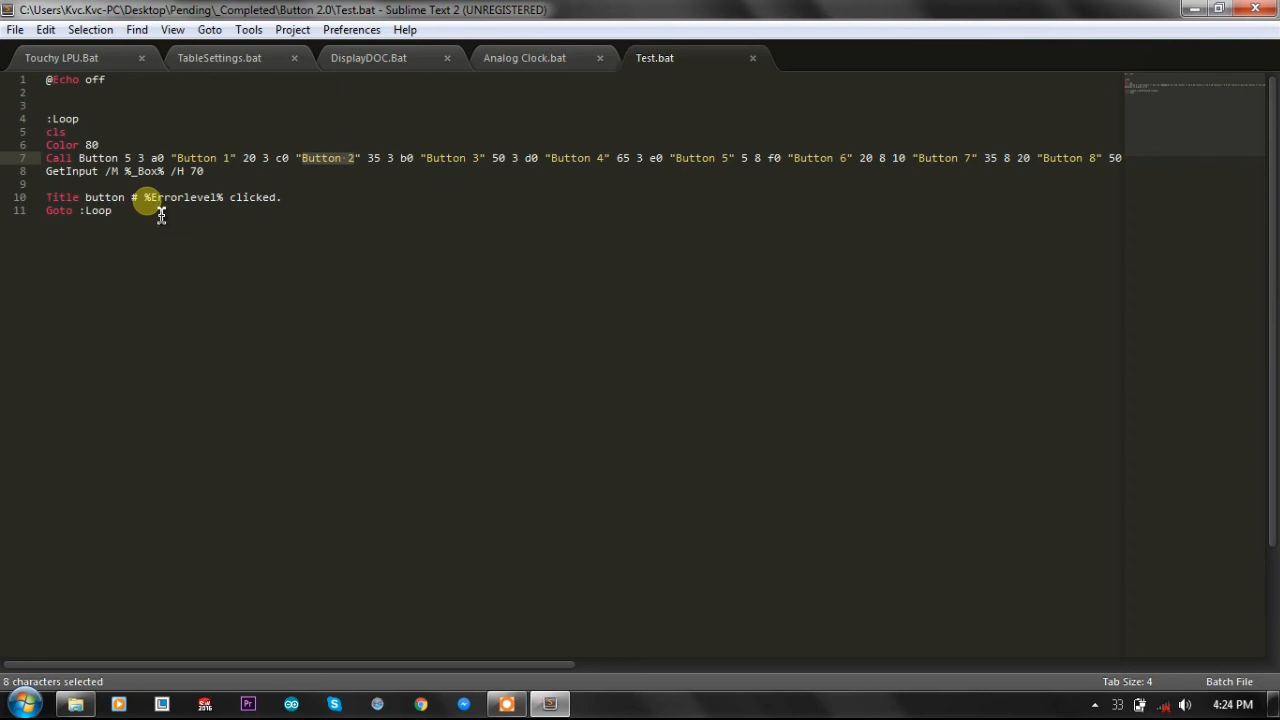 C:\Users\Kvc.Kvc-PC\Desktop\Pending\_Completed\Button 2.0\Test.bat - Sublime Text 2 (UNREGISTERED)
File Edit Selection Find View Goto Tools Project Preferences Help
Touchy LPU.Bat TableSettings.bat DisplayDOC.Bat Analog Clock.bat Test.bat
1 @Echo off
2
3
4 :Loop
5 cls
6 Color 80
7 Call Button 5 3 a0 "Button 1" 20 3 c0 "Button 2" 35 3 b0 "Button 3" 50 3 d0 "Button 4" 65 3 e0 "Button 5" 5 8 f0 "Button 6" 20 8 10 "Button 7" 35 8 20 "Button 8" 50
8 GetInput /M %_Box% /H 70
9
10 Title button # %Errorlevel% clicked.
11 Goto :Loop
8 characters selected Tab Size: 4 Batch File
33 4:24 PM